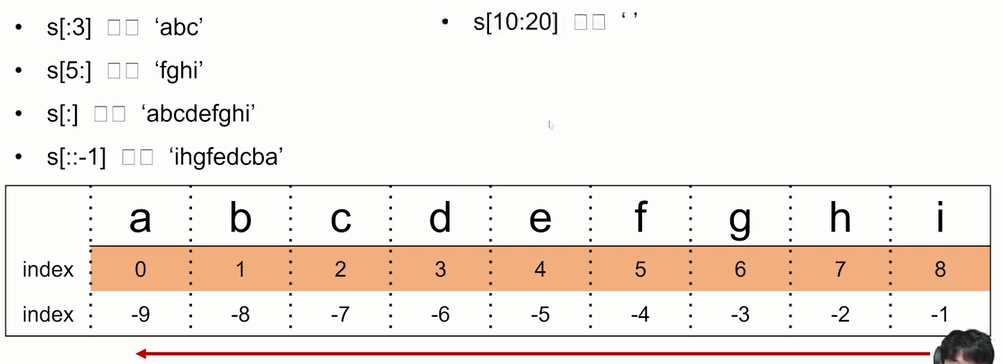 • s[:3] □□ ‘abc’
• s[5:] □□ ‘fghi’
• s[:] □□ ‘abcdefghi’
• s[::-1] □□ ‘ihgfedcba’
• s[10:20] □□ ‘ ’
a b c d e f g h i
index 0 1 2 3 4 5 6 7 8
index -9 -8 -7 -6 -5 -4 -3 -2 -1